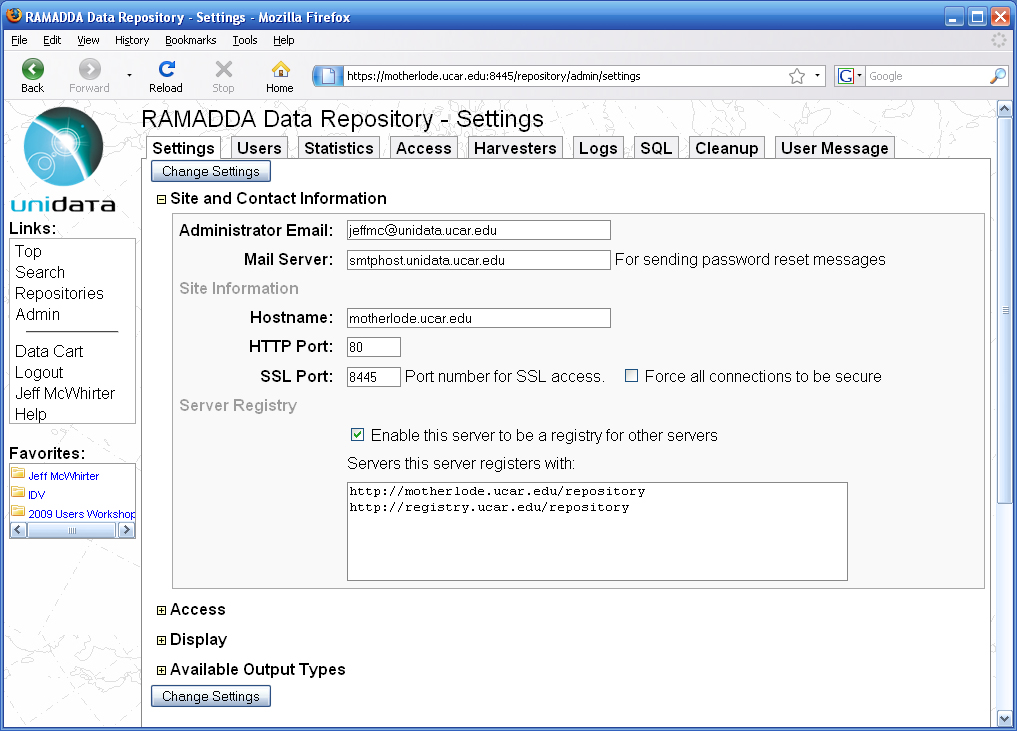 RAMADDA Data Repository - Settings - Mozilla Firefox
File Edit View History Bookmarks Tools Help
Back Forward Reload Stop Home
https://motherlode.ucar.edu:8445/repository/admin/settings
G Google
unidata
Links:
Top
Search
Repositories
Admin
Data Cart
Logout
Jeff McWhirter
Help
Favorites:
Jeff McWhirter
IDV
2009 Users Workshop
RAMADDA Data Repository - Settings
Settings Users Statistics Access Harvesters Logs SQL Cleanup User Message
Change Settings
Site and Contact Information
Administrator Email: jeffmc@unidata.ucar.edu
Mail Server: smtphost.unidata.ucar.edu For sending password reset messages
Site Information
Hostname: motherlode.ucar.edu
HTTP Port: 80
SSL Port: 8445 Port number for SSL access. Force all connections to be secure
Server Registry
Enable this server to be a registry for other servers
Servers this server registers with:
http://motherlode.ucar.edu/repository
http://registry.ucar.edu/repository
Access
Display
Available Output Types
Change Settings